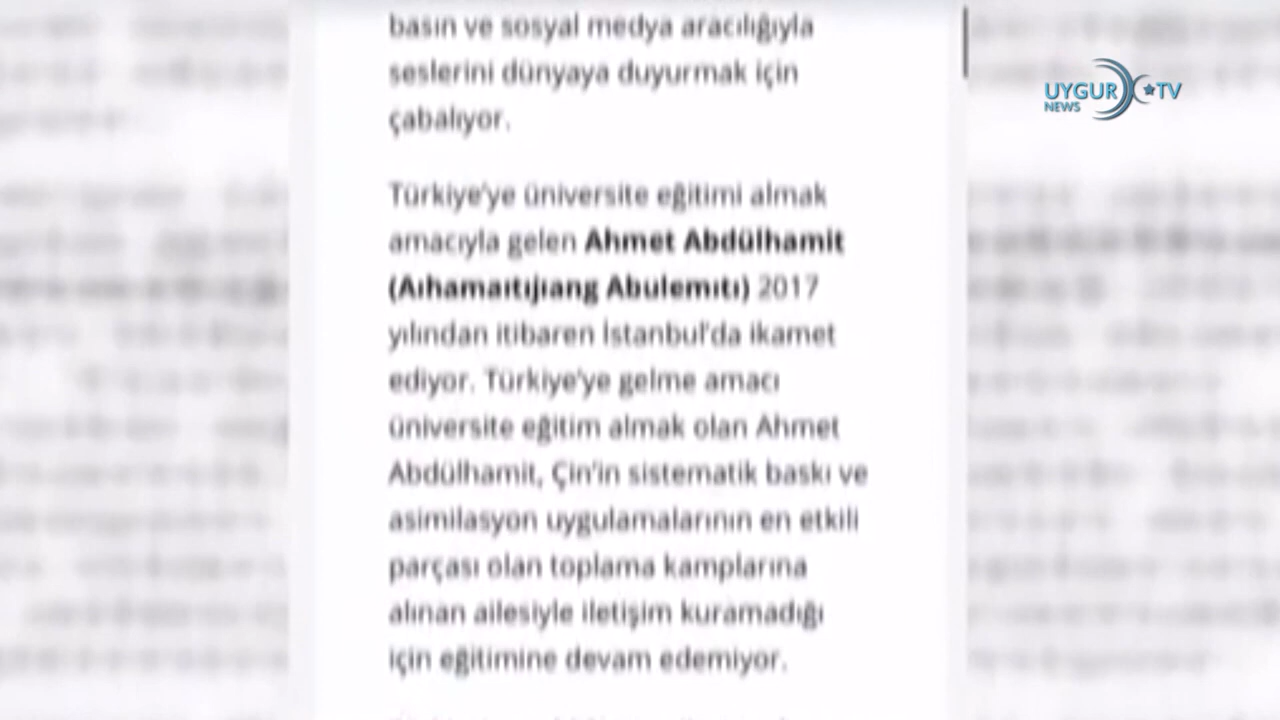 basın ve sosyal medya aracılığıyla
seslerini dünyaya duyurmak için
çabalıyor.
Türkiye'ye üniversite eğitimi almak
amacıyla gelen Ahmet Abdülhamit
(Aıhamaıtıjıang Abulemıtı) 2017
yılından itibaren İstanbul'da ikamet
ediyor. Türkiye'ye gelme amacı
üniversite eğitim almak olan Ahmet
Abdülhamit, Çin'in sistematik baskı ve
asimilasyon uygulamalarının en etkili
parçası olan toplama kamplarına
alınan ailesiyle iletişim kuramadığı
için eğitimine devam edemiyor.
UYGUR TV
NEWS